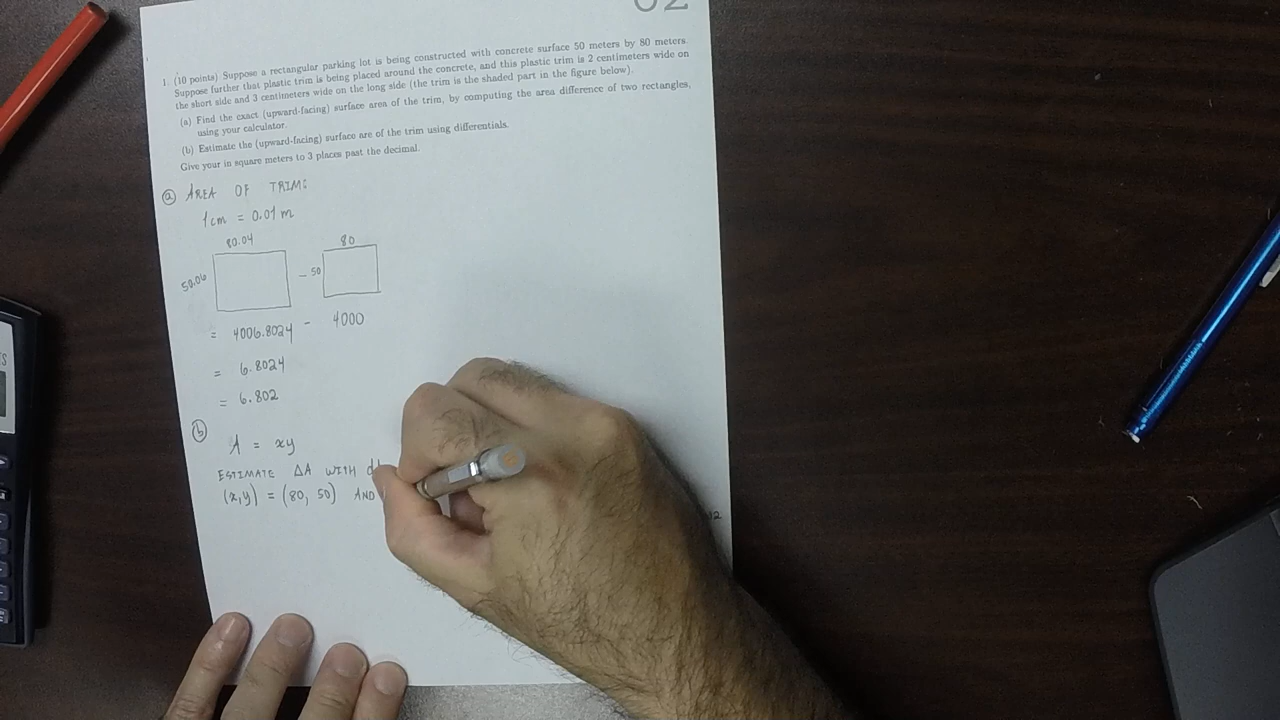 1. (10 points) Suppose a rectangular parking lot is being constructed with concrete surface 50 meters by 80 meters.
Suppose further that plastic trim is being placed around the concrete, and this plastic trim is 2 centimeters wide on
the short side and 3 centimeters wide on the long side (the trim is the shaded part in the figure below).
(a) Find the exact (upward-facing) surface area of the trim, by computing the area difference of two rectangles,
using your calculator.
(b) Estimate the (upward-facing) surface are of the trim using differentials.
Give your in square meters to 3 places past the decimal.
(a) AREA OF TRIM:
1cm = 0.01 m
80.04 80
50.06 - 50
= 4006.8024 - 4000
= 6.8024
= 6.802
(b)
A = xy
ESTIMATE ΔA WITH
(x,y) = (80, 50) AND